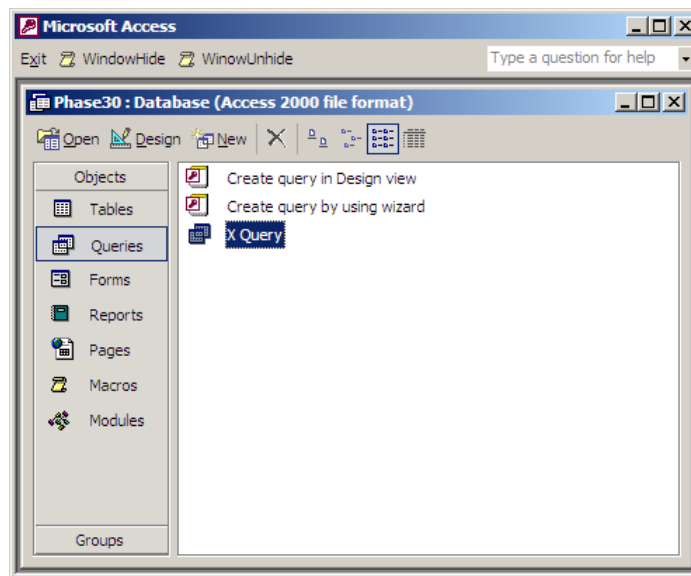 Microsoft Access
Exit WindowHide WinowUnhide Type a question for help
Phase30 : Database (Access 2000 file format)
Open Design New
Objects
Tables
Queries
Forms
Reports
Pages
Macros
Modules
Groups
Create query in Design view
Create query by using wizard
X Query